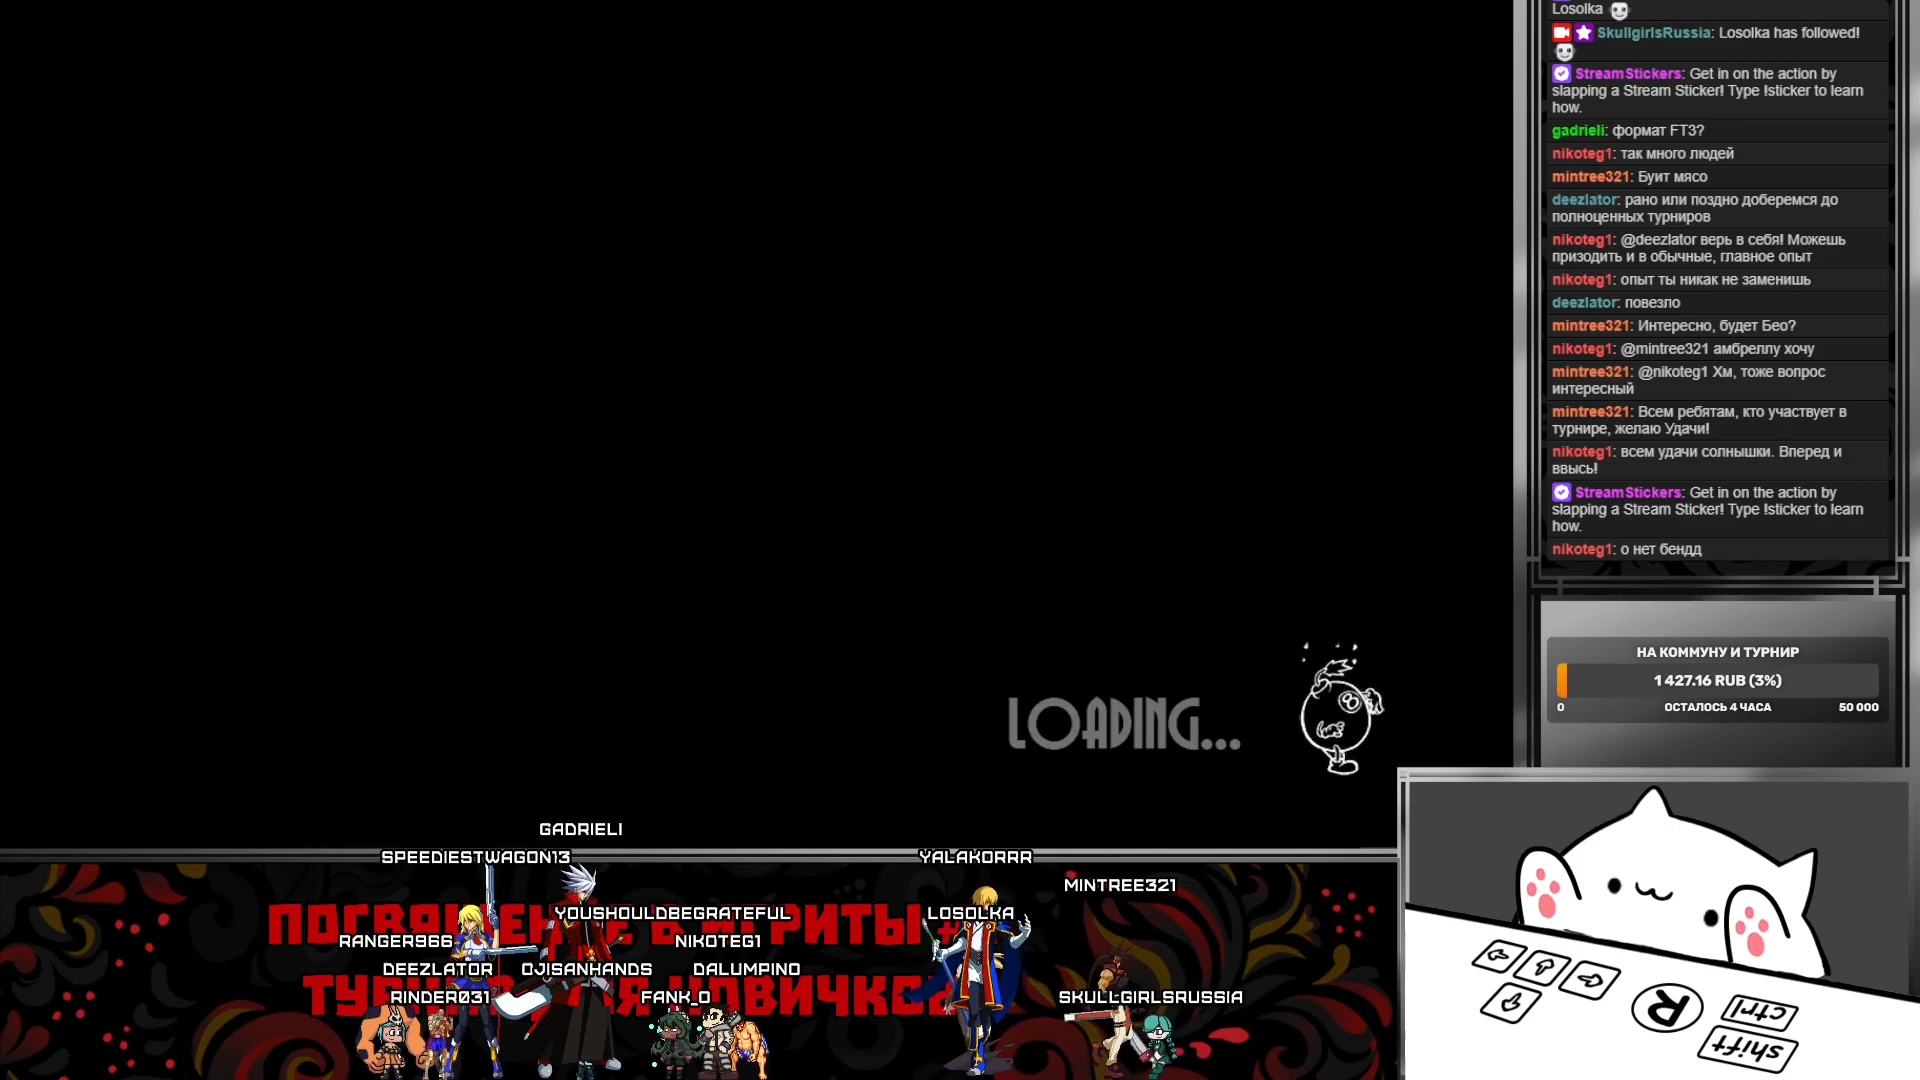 Losolka
SkullgirlsRussia: Losolka has followed!
StreamStickers: Get in on the action by
slapping a Stream Sticker! Type !sticker to learn
how.
gadrieli: формат FT3?
nikoteg1: так много людей
mintree321: Буит мясо
deezlator: рано или поздно доберемся до
полноценных турниров
nikoteg1: @deezlator верь в себя! Можешь
призодить и в обычные, главное опыт
nikoteg1: опыт ты никак не заменишь
deezlator: повезло
mintree321: Интересно, будет Бео?
nikoteg1: @mintree321 амбреллу хочу
mintree321: @nikoteg1 Хм, тоже вопрос
интересный
mintree321: Всем ребятам, кто участвует в
турнире, желаю Удачи!
nikoteg1: всем удачи солнышки. Вперед и
ввысь!
StreamStickers: Get in on the action by
slapping a Stream Sticker! Type !sticker to learn
how.
nikoteg1: о нет бендд
НА КОММУНУ И ТУРНИР
1 427.16 RUB (3%)
0 ОСТАЛОСЬ 4 ЧАСА 50 000
LOADING...
GADRIELI
SPEEDIESTWAGON13 YALAKORRR
MINTREE321
YOUSHOULDBEGRATEFUL LOSOLKA
В ИГРИТЫ
RANGER966 NIKOTEG1
DEEZLATOR OJISANHANDS DALUMPINO
RINDER031 FANK_O SKULLGIRLSRUSSIA
R
ctrl
shift